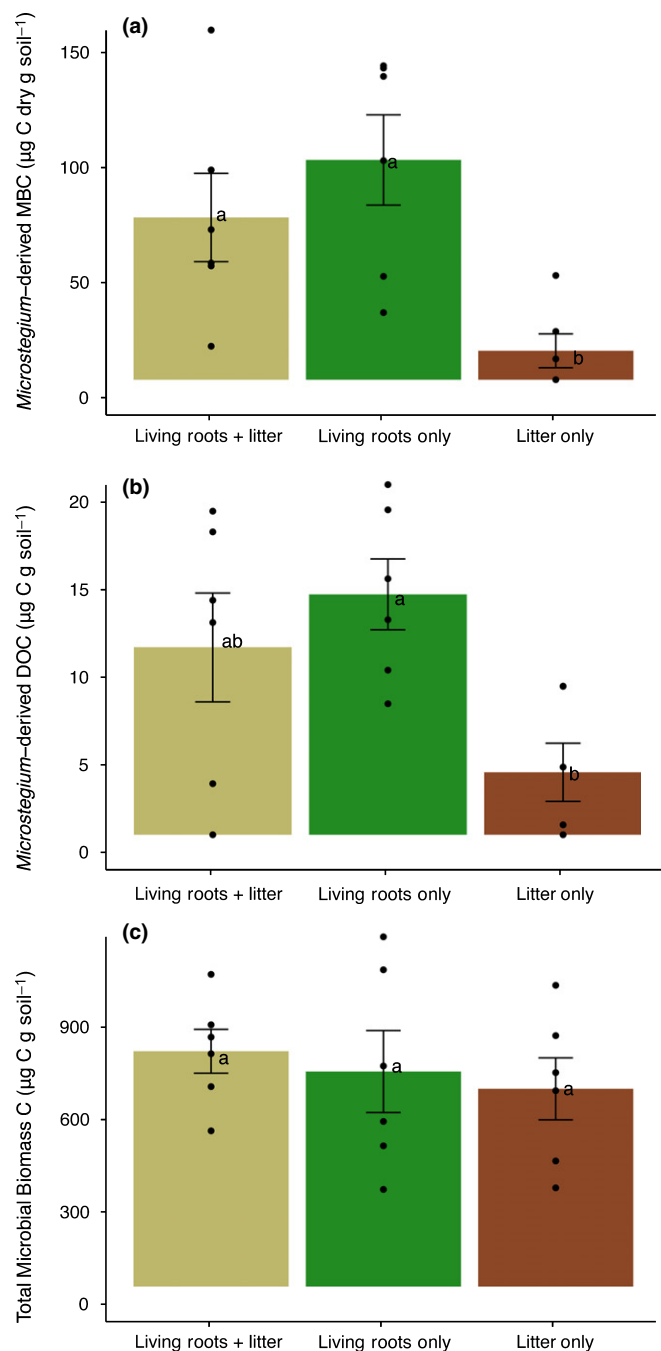 (a)
Microstegium–derived MBC (µg C dry g soil⁻¹)
150
100
50
0
a
a
b
Living roots + litter
Living roots only
Litter only
(b)
Microstegium–derived DOC (µg C g soil⁻¹)
20
15
10
5
0
ab
a
b
Living roots + litter
Living roots only
Litter only
(c)
Total Microbial Biomass C (µg C g soil⁻¹)
900
600
300
0
a
a
a
Living roots + litter
Living roots only
Litter only